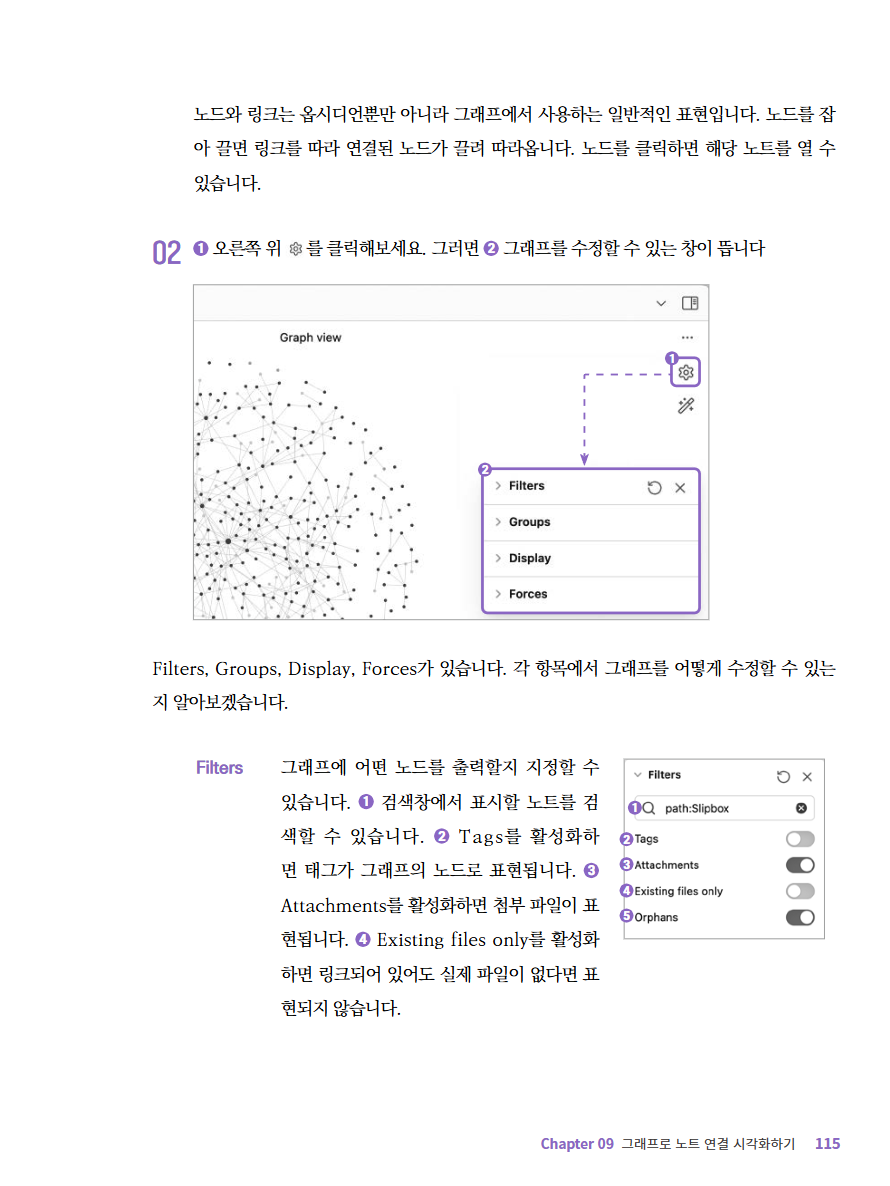 노드와 링크는 옵시디언뿐만 아니라 그래프에서 사용하는 일반적인 표현입니다. 노드를 잡
아 끌면 링크를 따라 연결된 노드가 끌려 따라옵니다. 노드를 클릭하면 해당 노트를 열 수
있습니다.
02 ❶ 오른쪽 위 를 클릭해보세요. 그러면 ❷ 그래프를 수정할 수 있는 창이 뜹니다
Graph view
❶
❷
Filters
Groups
Display
Forces
Filters, Groups, Display, Forces가 있습니다. 각 항목에서 그래프를 어떻게 수정할 수 있는
지 알아보겠습니다.
Filters
그래프에 어떤 노드를 출력할지 지정할 수
있습니다. ❶ 검색창에서 표시할 노트를 검
색할 수 있습니다. ❷ Tags를 활성화하
면 태그가 그래프의 노드로 표현됩니다. ❸
Attachments를 활성화하면 첨부 파일이 표
현됩니다. ❹ Existing files only를 활성화
하면 링크되어 있어도 실제 파일이 없다면 표
현되지 않습니다.
Filters
❶ path:Slipbox
❷ Tags
❸ Attachments
❹ Existing files only
❺ Orphans
Chapter 09 그래프로 노트 연결 시각화하기 115